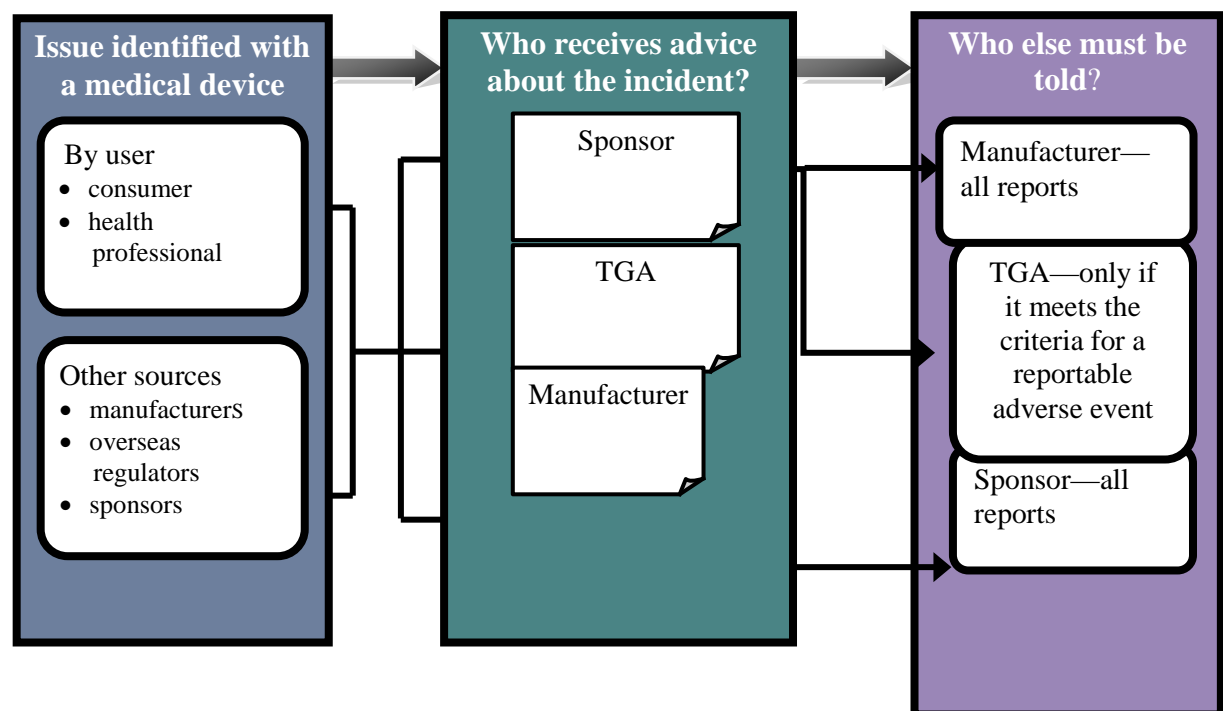 Issue identified with
a medical device
By user
• consumer
• health
professional
Other sources
• manufacturers
• overseas
regulators
• sponsors
Who receives advice
about the incident?
Sponsor
TGA
Manufacturer
Who else must be
told?
Manufacturer—
all reports
TGA—only if
it meets the
criteria for a
reportable
adverse event
Sponsor—all
reports